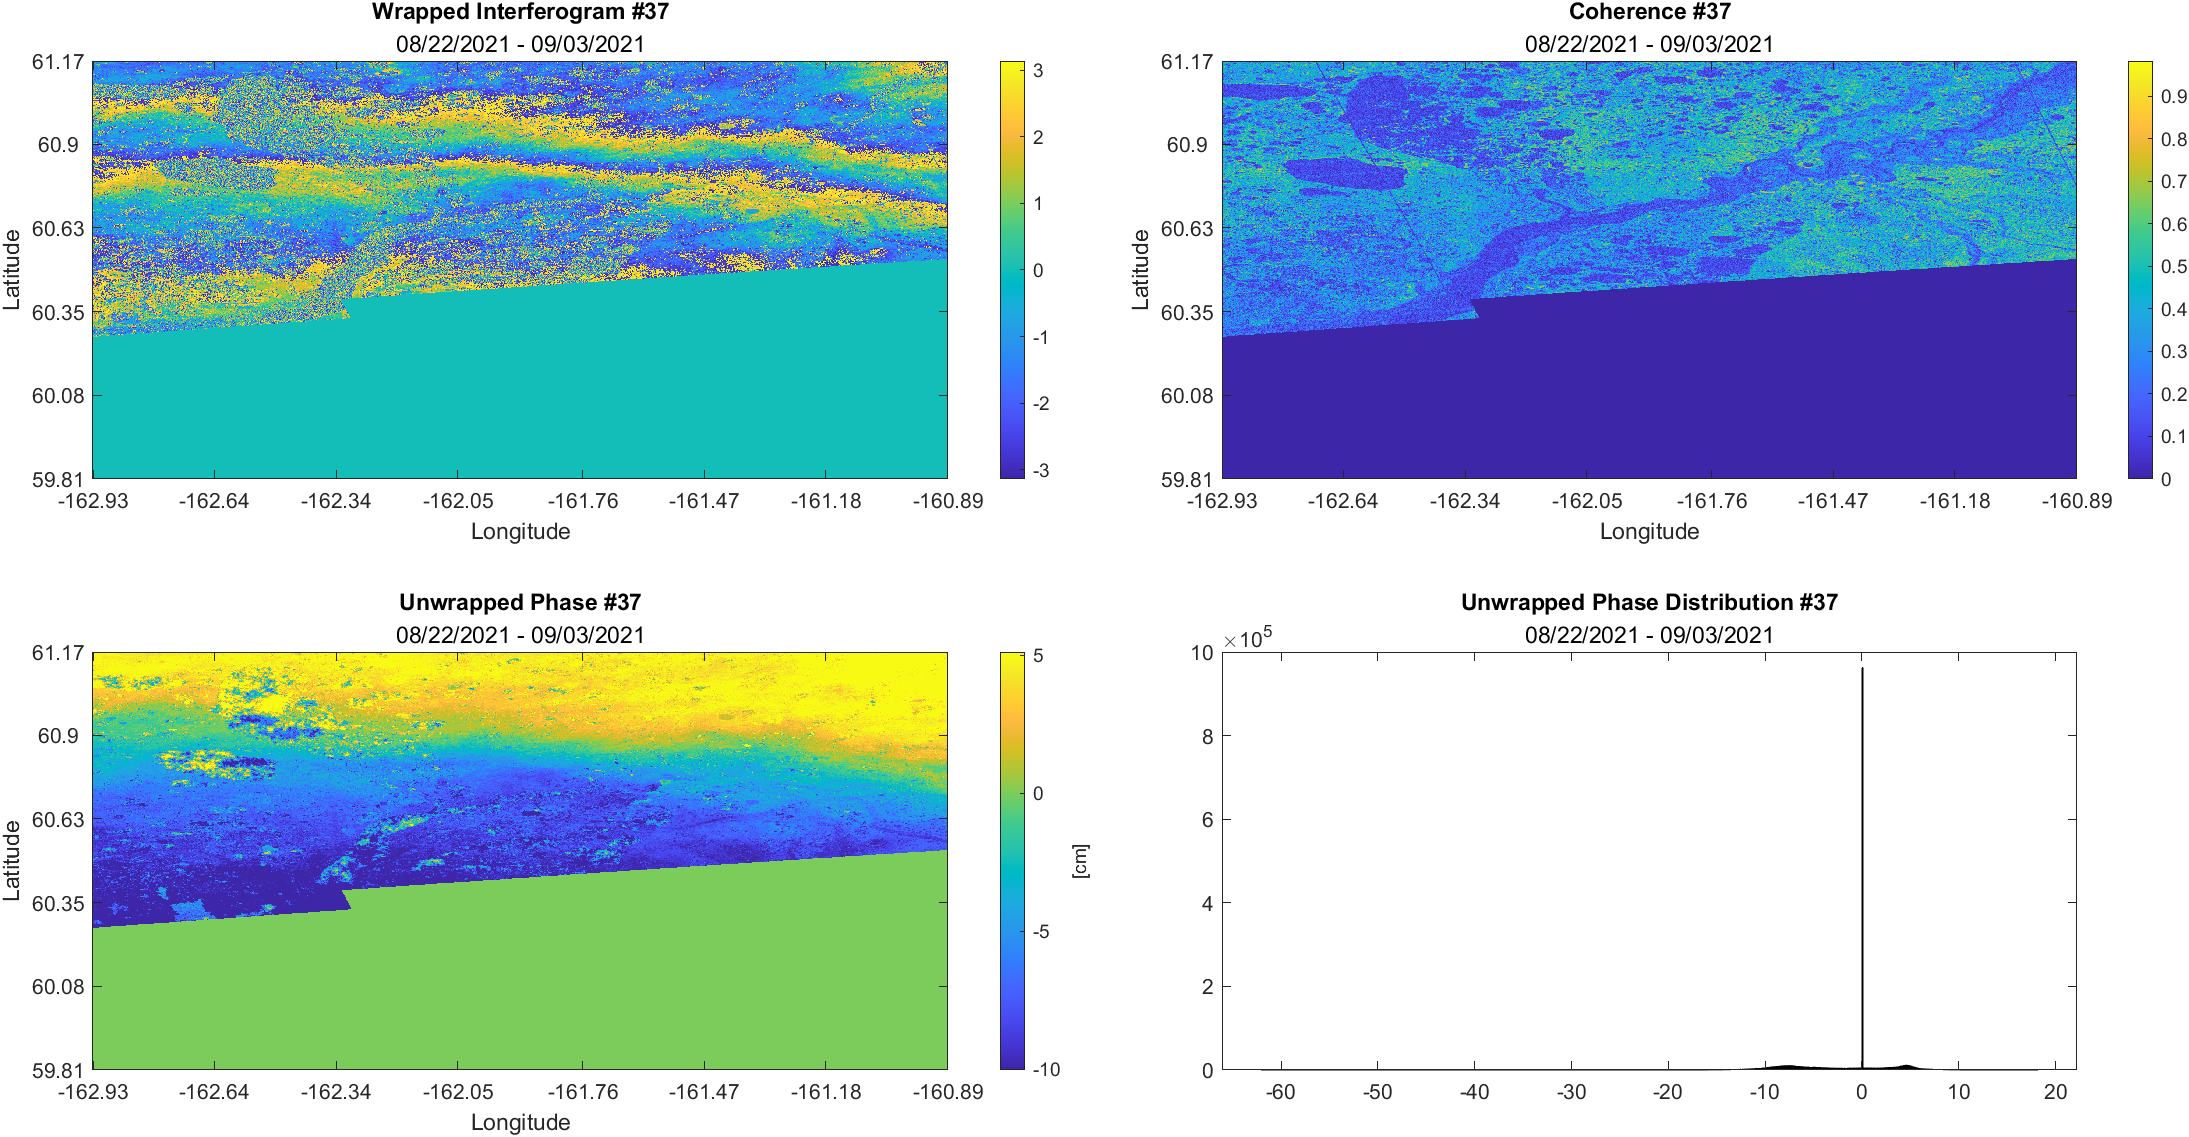 Wrapped Interferogram #37
08/22/2021 - 09/03/2021
61.17
60.9
60.63
60.35
60.08
59.81
Latitude
-162.93 -162.64 -162.34 -162.05 -161.76 -161.47 -161.18 -160.89
Longitude
3
2
1
0
-1
-2
-3
Coherence #37
08/22/2021 - 09/03/2021
61.17
60.9
60.63
60.35
60.08
59.81
Latitude
-162.93 -162.64 -162.34 -162.05 -161.76 -161.47 -161.18 -160.89
Longitude
0.9
0.8
0.7
0.6
0.5
0.4
0.3
0.2
0.1
0
Unwrapped Phase #37
08/22/2021 - 09/03/2021
61.17
60.9
60.63
60.35
60.08
59.81
Latitude
-162.93 -162.64 -162.34 -162.05 -161.76 -161.47 -161.18 -160.89
Longitude
5
0
-5
-10
[cm]
Unwrapped Phase Distribution #37
08/22/2021 - 09/03/2021
×10⁵
10
8
6
4
2
0
-60 -50 -40 -30 -20 -10 0 10 20